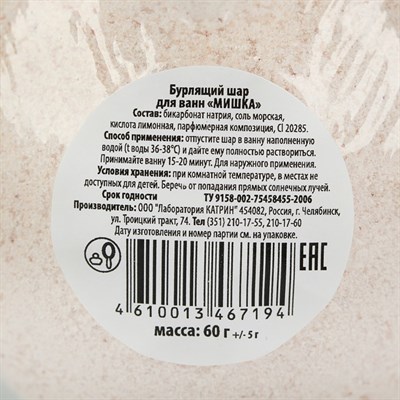 Бурлящий шар
для ванн «МИШКА»
Состав: бикарбонат натрия, соль морская,
кислота лимонная, парфюмерная композиция, CI 20285.
Способ применения: отпустите шар в ванну наполненную
водой (t воды 36-38°С) и дайте ему полностью раствориться.
Принимайте ванну 15-20 минут. Для наружного применения.
Условия хранения: при комнатной температуре, в местах не
доступных для детей. Беречь от попадания прямых солнечных лучей.
Срок годности ТУ 9158-002-75458455-2006
Производитель: ООО "Лаборатория КАТРИН" 454082, Россия, г. Челябинск,
ул. Троицкий тракт, 74. Тел. (351) 210-17-55, 210-17-60
Дату изготовления и номер партии см. на упаковке.
EAC
4 610013 467194
масса: 60 г +/- 5 г